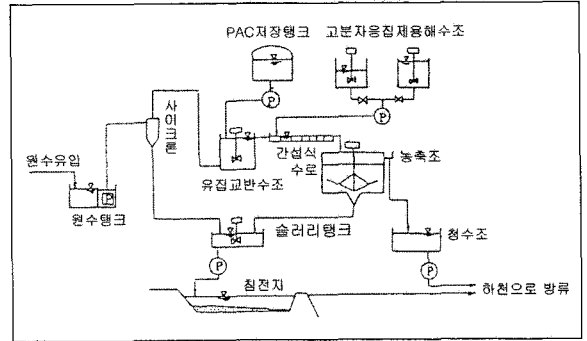 PAC저장탱크
고분자응집제용해수조
사이크론
P
P
원수유입
간섭식
수로
농축조
유집교반수조
P
원수탱크
슬러리탱크
청수조
P
P
침전지
하천으로 방류